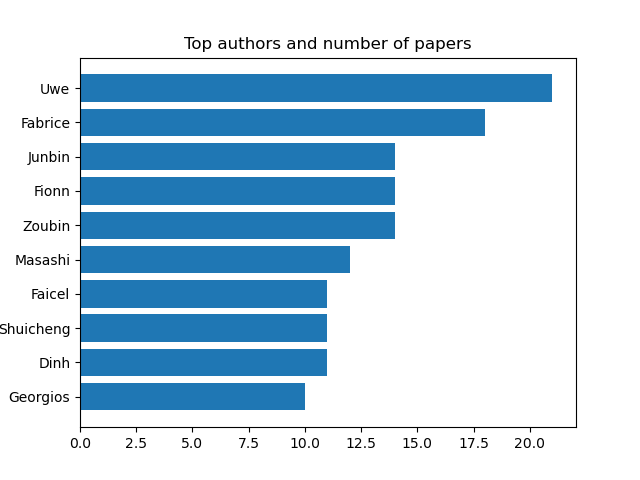 Top authors and number of papers
Uwe
Fabrice
Junbin
Fionn
Zoubin
Masashi
Faicel
Shuicheng
Dinh
Georgios
0.0 2.5 5.0 7.5 10.0 12.5 15.0 17.5 20.0